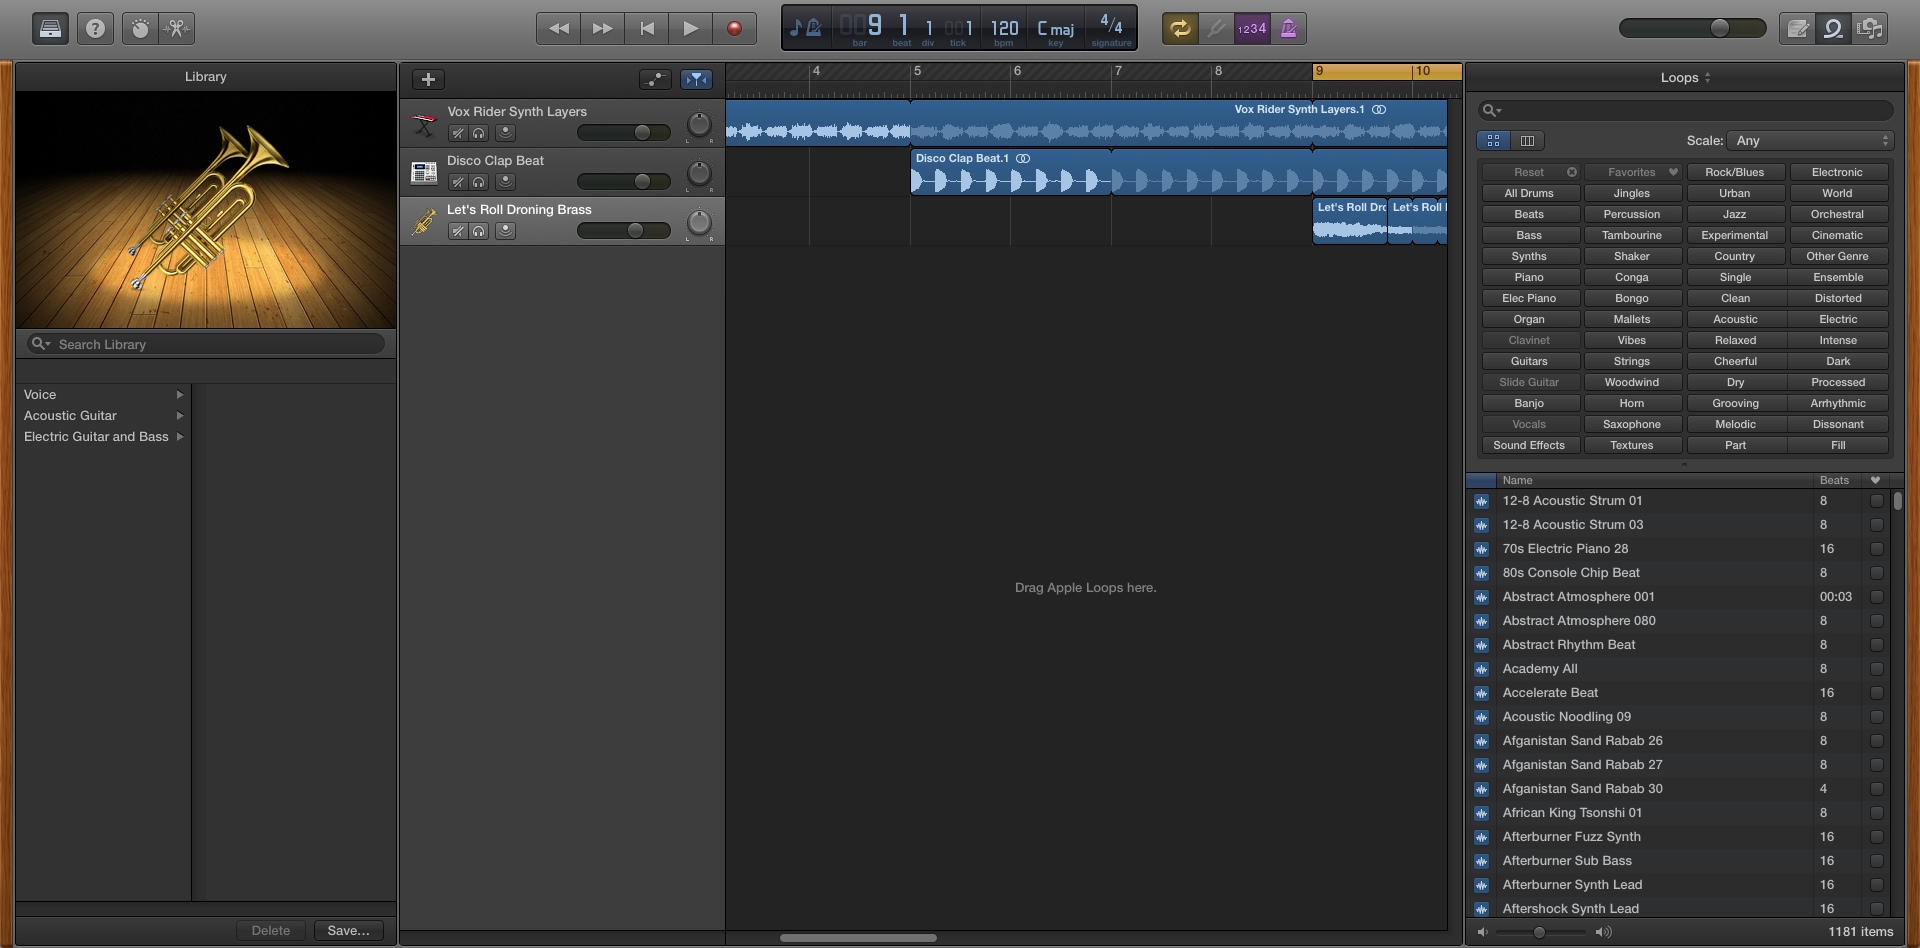 ?
9 1 1 1 120 C maj 4/4
bar beat div tick bpm key signature
1234
Library
Search Library
Voice
Acoustic Guitar
Electric Guitar and Bass
Delete Save...
4 5 6 7 8 9 10
Vox Rider Synth Layers
L R
Disco Clap Beat
L R
Let's Roll Droning Brass
L R
Vox Rider Synth Layers.1
Disco Clap Beat.1
Let's Roll Dro Let's Roll
Drag Apple Loops here.
Loops
Scale: Any
Reset Favorites Rock/Blues Electronic
All Drums Jingles Urban World
Beats Percussion Jazz Orchestral
Bass Tambourine Experimental Cinematic
Synths Shaker Country Other Genre
Piano Conga Single Ensemble
Elec Piano Bongo Clean Distorted
Organ Mallets Acoustic Electric
Clavinet Vibes Relaxed Intense
Guitars Strings Cheerful Dark
Slide Guitar Woodwind Dry Processed
Banjo Horn Grooving Arrhythmic
Vocals Saxophone Melodic Dissonant
Sound Effects Textures Part Fill
Name Beats
12-8 Acoustic Strum 01 8
12-8 Acoustic Strum 03 8
70s Electric Piano 28 16
80s Console Chip Beat 8
Abstract Atmosphere 001 00:03
Abstract Atmosphere 080 8
Abstract Rhythm Beat 8
Academy All 8
Accelerate Beat 16
Acoustic Noodling 09 8
Afganistan Sand Rabab 26 8
Afganistan Sand Rabab 27 8
Afganistan Sand Rabab 30 4
African King Tsonshi 01 8
Afterburner Fuzz Synth 16
Afterburner Sub Bass 16
Afterburner Synth Lead 16
Aftershock Synth Lead 16
1181 items